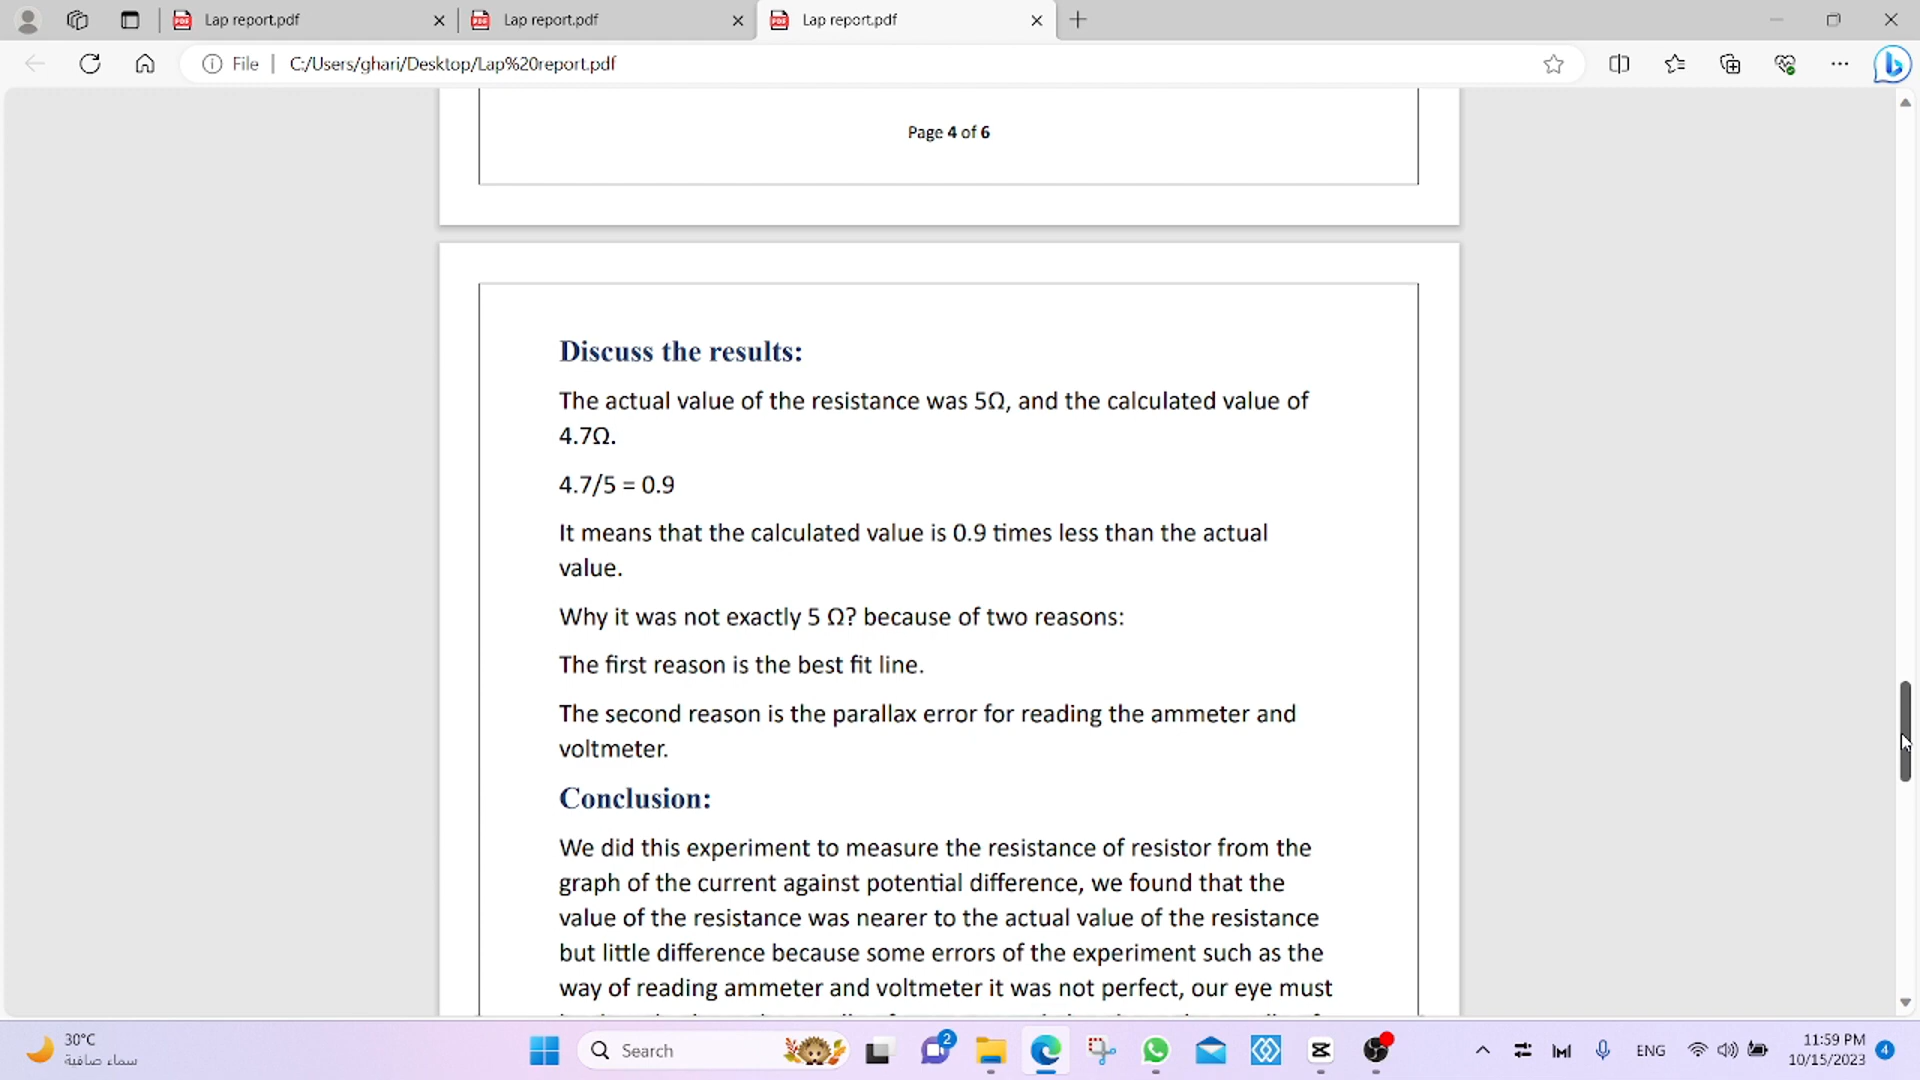 Lap report.pdf
Lap report.pdf
Lap report.pdf
File
C:/Users/ghari/Desktop/Lap%20report.pdf
Page 4 of 6
Discuss the results:
The actual value of the resistance was 5Ω, and the calculated value of
4.7Ω.
4.7/5 = 0.9
It means that the calculated value is 0.9 times less than the actual
value.
Why it was not exactly 5 Ω? because of two reasons:
The first reason is the best fit line.
The second reason is the parallax error for reading the ammeter and
voltmeter.
Conclusion:
We did this experiment to measure the resistance of resistor from the
graph of the current against potential difference, we found that the
value of the resistance was nearer to the actual value of the resistance
but little difference because some errors of the experiment such as the
way of reading ammeter and voltmeter it was not perfect, our eye must
30°C
سماء صافية
Search
2
ENG
11:59 PM
10/15/2023
4